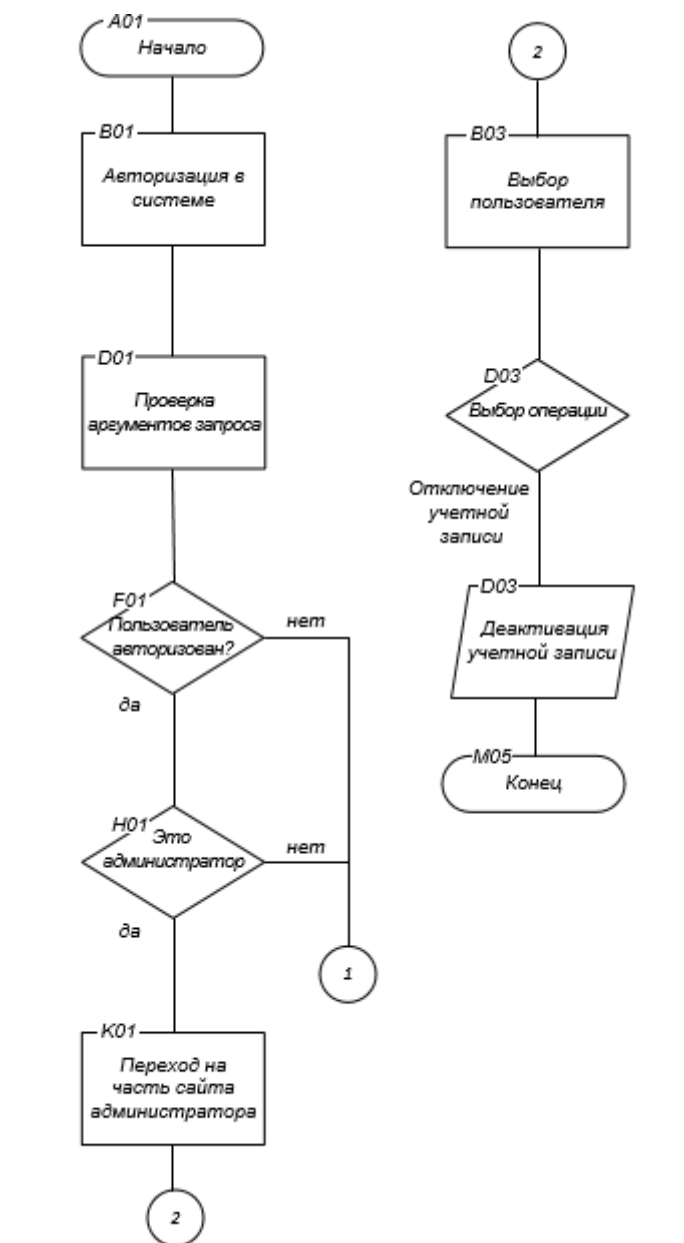 A01
Начало
B01
Авторизация в
системе
D01
Проверка
аргументов запроса
F01
Пользователь
авторизован?
нет
да
H01
Это
администратор
нет
да
1
K01
Переход на
часть сайта
администратора
2
2
B03
Выбор
пользователя
D03
Выбор операции
Отключение
учетной
записи
D03
Деактивация
учетной записи
M05
Конец